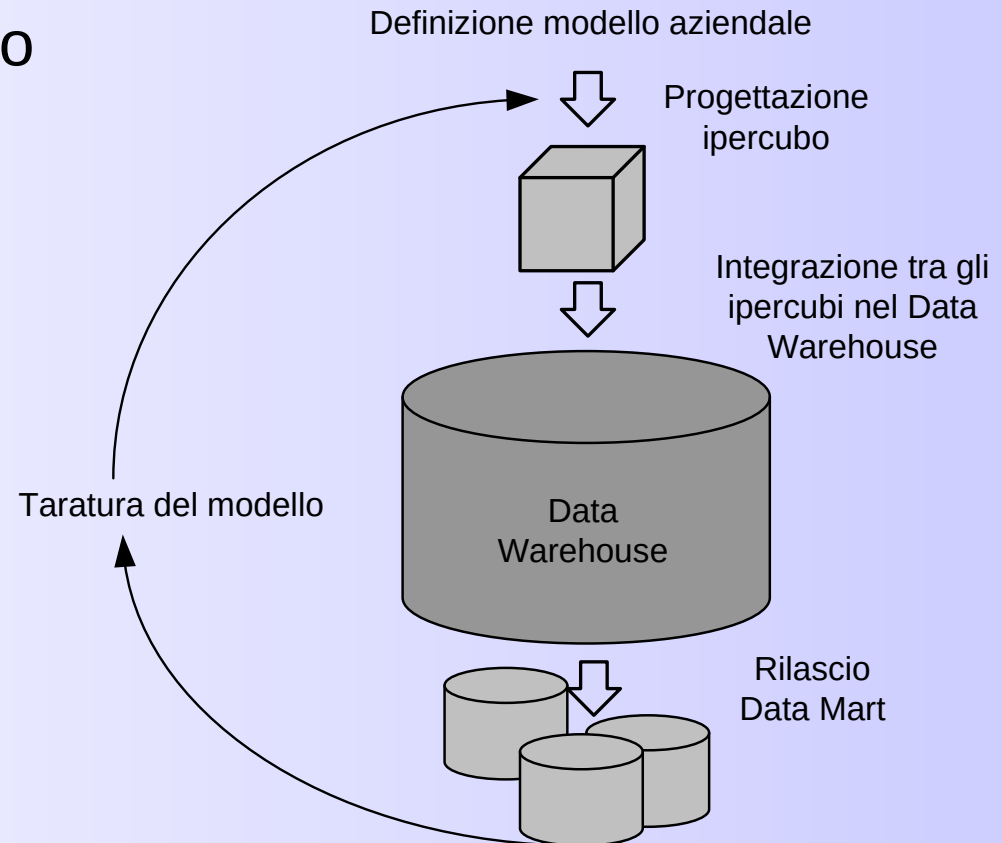 o
Definizione modello aziendale
Progettazione
ipercubo
Integrazione tra gli
ipercubi nel Data
Warehouse
Taratura del modello
Data
Warehouse
Rilascio
Data Mart